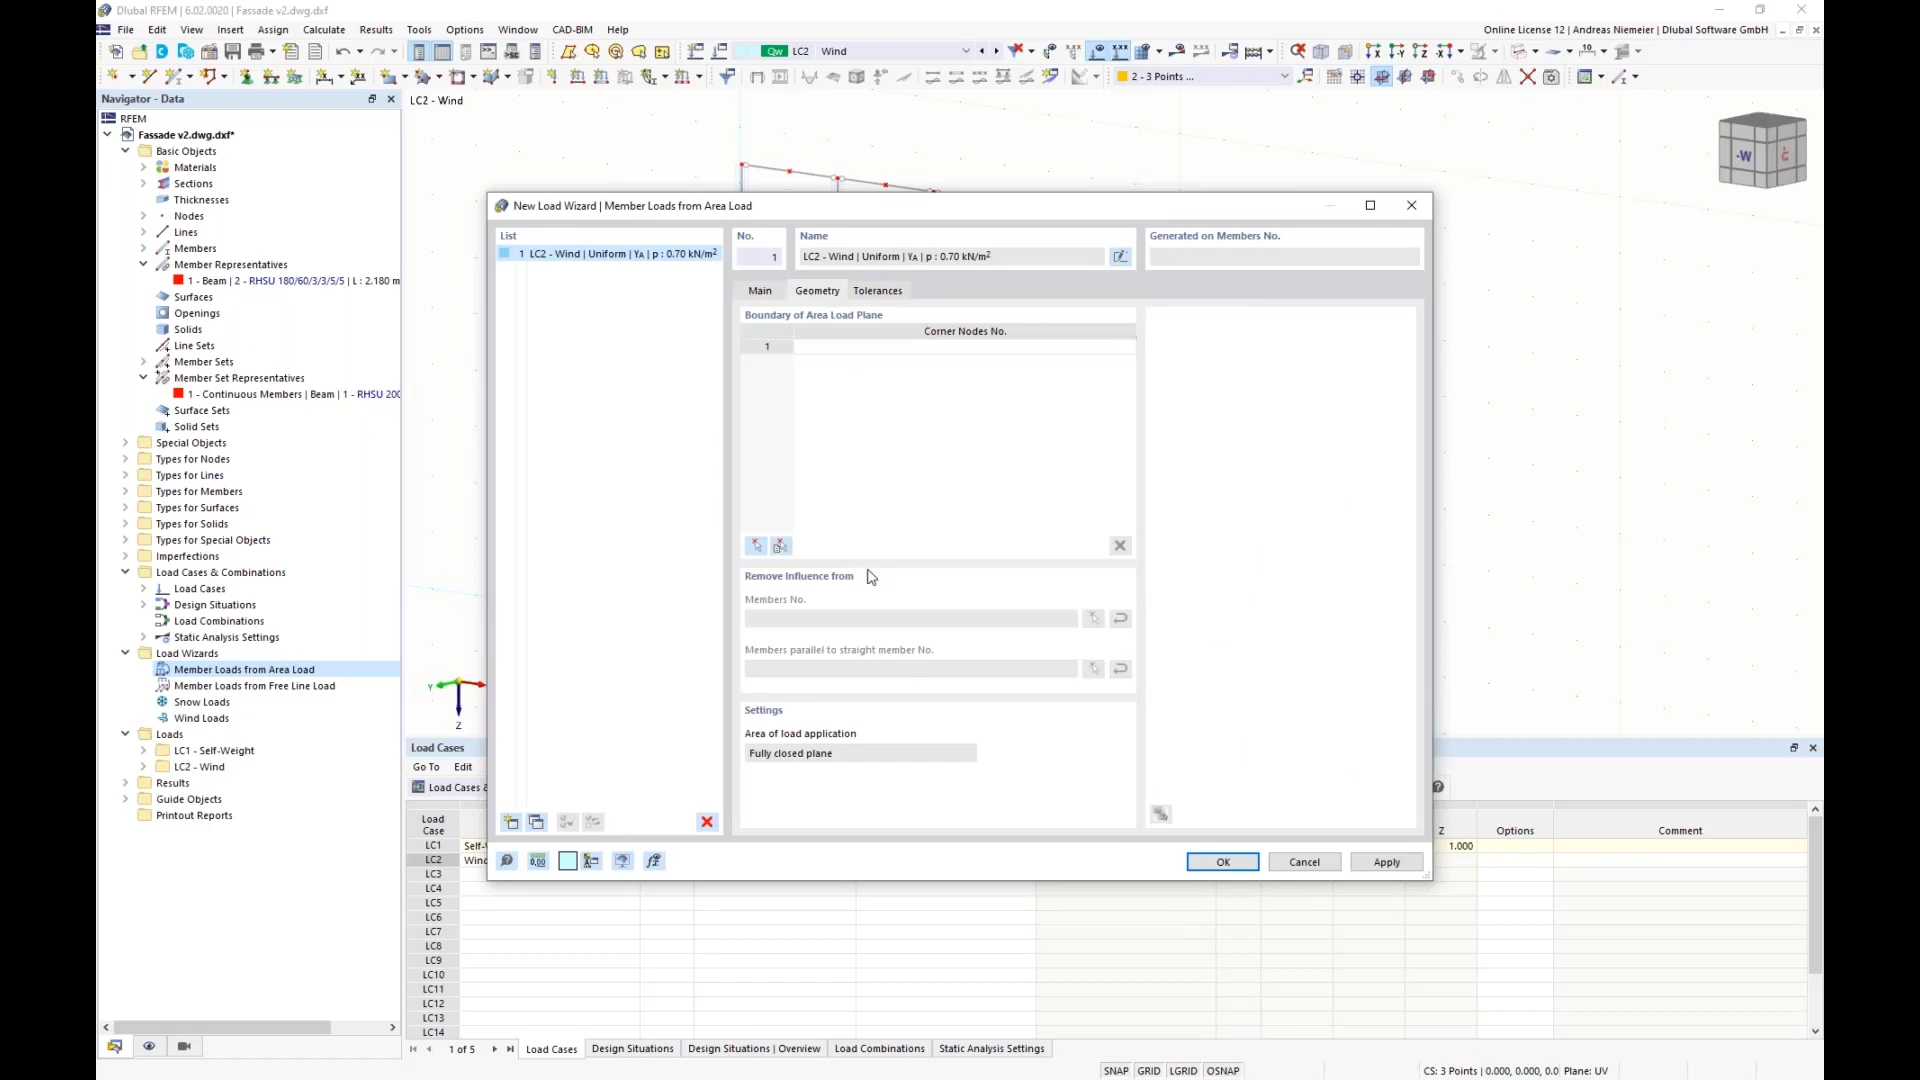 Dlubal RFEM | 6.02.0020 | Fassade v2.dwg.dxf
File Edit View Insert Assign Calculate Results Tools Options Window CAD-BIM Help
Online License 12 | Andreas Niemeier | Dlubal Software GmbH
Qw LC2 Wind
2 - 3 Points ...
Navigator - Data
LC2 - Wind
RFEM
Fassade v2.dwg.dxf*
Basic Objects
Materials
Sections
Thicknesses
Nodes
Lines
Members
Member Representatives
1 - Beam | 2 - RHSU 180/60/3/3/5/5 | L : 2.180 m
Surfaces
Openings
Solids
Line Sets
Member Sets
Member Set Representatives
1 - Continuous Members | Beam | 1 - RHSU 200
Surface Sets
Solid Sets
Special Objects
Types for Nodes
Types for Lines
Types for Members
Types for Surfaces
Types for Solids
Types for Special Objects
Imperfections
Load Cases & Combinations
Load Cases
Design Situations
Load Combinations
Static Analysis Settings
Load Wizards
Member Loads from Area Load
Member Loads from Free Line Load
Snow Loads
Wind Loads
Loads
LC1 - Self-Weight
LC2 - Wind
Results
Guide Objects
Printout Reports
-W
Y
Z
New Load Wizard | Member Loads from Area Load
List
1 LC2 - Wind | Uniform | YA | p : 0.70 kN/m²
No.
1
Name
LC2 - Wind | Uniform | YA | p : 0.70 kN/m²
Generated on Members No.
Main Geometry Tolerances
Boundary of Area Load Plane
Corner Nodes No.
1
Remove Influence from
Members No.
Members parallel to straight member No.
Settings
Area of load application
Fully closed plane
OK Cancel Apply
Load Cases
Go To Edit
Load Cases &
Load
Case
Z Options Comment
LC1 Self-
1.000
LC2 Wind
LC3
LC4
LC5
LC6
LC7
LC8
LC9
LC10
LC11
LC12
LC13
LC14
1 of 5 Load Cases Design Situations Design Situations | Overview Load Combinations Static Analysis Settings
SNAP GRID LGRID OSNAP
CS: 3 Points | 0.000, 0.000, 0.0 Plane: UV